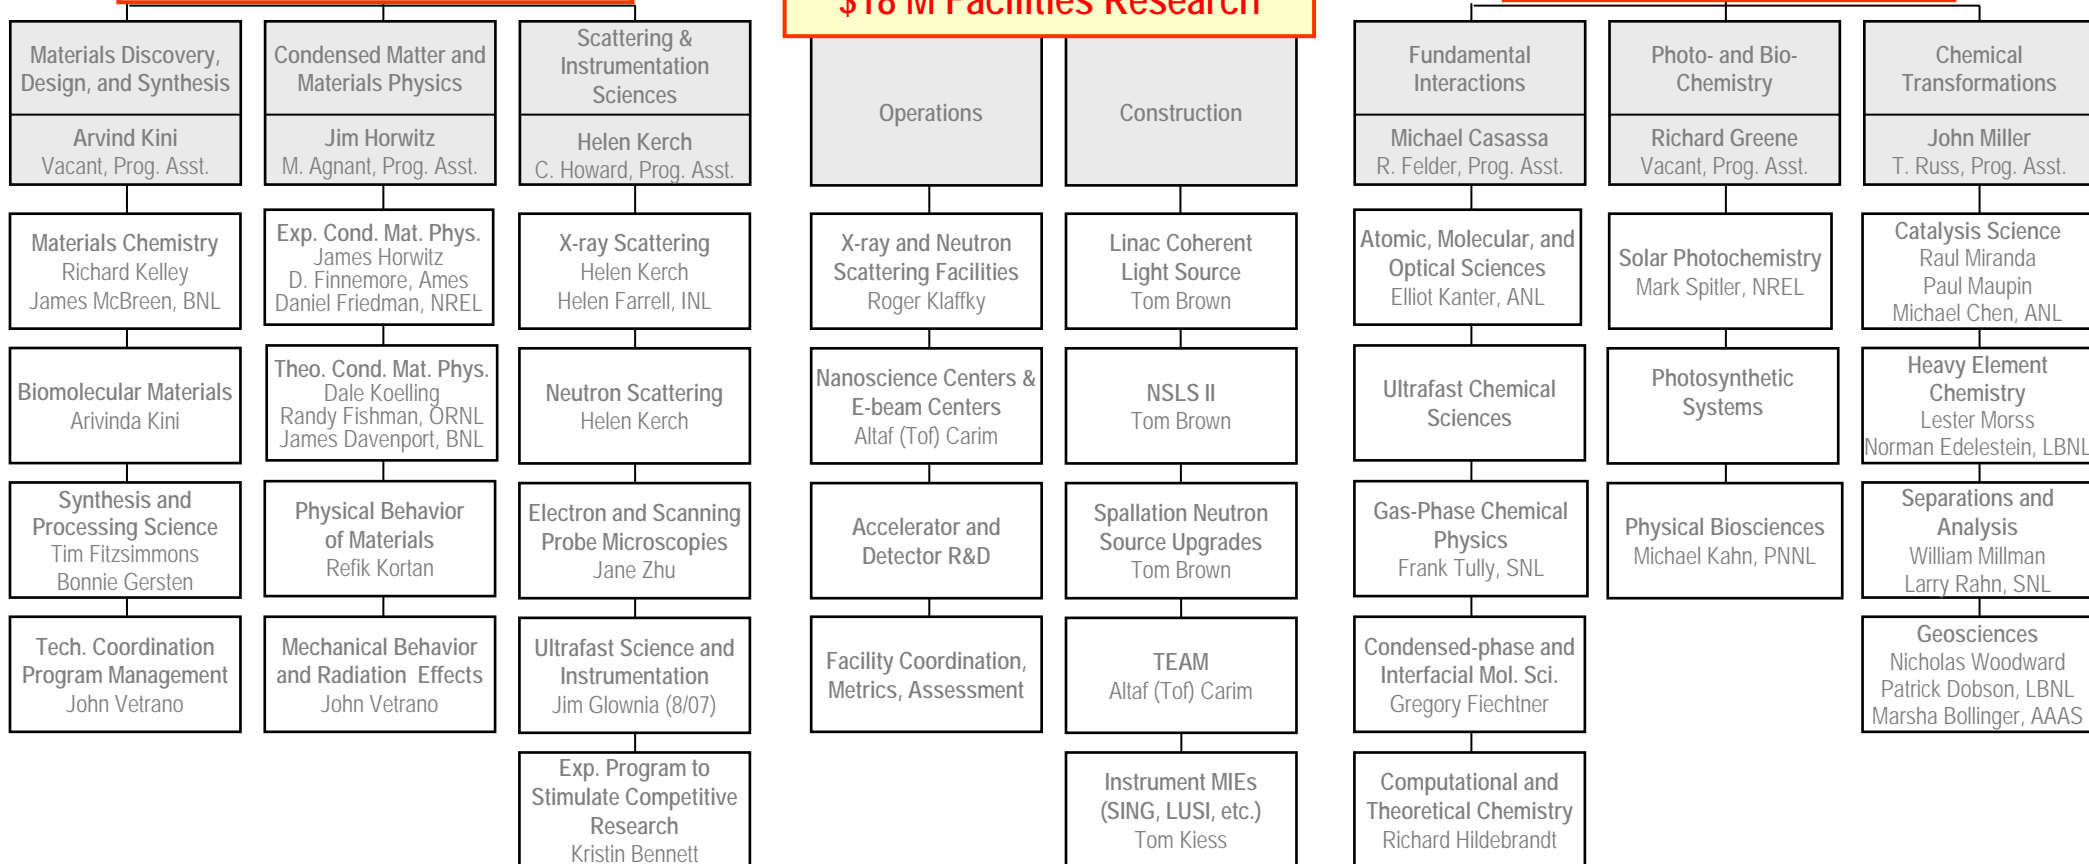 $18 M Facilities Research
Materials Discovery,
Design, and Synthesis
Arvind Kini
Vacant, Prog. Asst.
Materials Chemistry
Richard Kelley
James McBreen, BNL
Biomolecular Materials
Arivinda Kini
Synthesis and
Processing Science
Tim Fitzsimmons
Bonnie Gersten
Tech. Coordination
Program Management
John Vetrano
Condensed Matter and
Materials Physics
Jim Horwitz
M. Agnant, Prog. Asst.
Exp. Cond. Mat. Phys.
James Horwitz
D. Finnemore, Ames
Daniel Friedman, NREL
Theo. Cond. Mat. Phys.
Dale Koelling
Randy Fishman, ORNL
James Davenport, BNL
Physical Behavior
of Materials
Refik Kortan
Mechanical Behavior
and Radiation Effects
John Vetrano
Scattering &
Instrumentation
Sciences
Helen Kerch
C. Howard, Prog. Asst.
X-ray Scattering
Helen Kerch
Helen Farrell, INL
Neutron Scattering
Helen Kerch
Electron and Scanning
Probe Microscopies
Jane Zhu
Ultrafast Science and
Instrumentation
Jim Glownia (8/07)
Exp. Program to
Stimulate Competitive
Research
Kristin Bennett
Operations
X-ray and Neutron
Scattering Facilities
Roger Klaffky
Nanoscience Centers &
E-beam Centers
Altaf (Tof) Carim
Accelerator and
Detector R&D
Facility Coordination,
Metrics, Assessment
Construction
Linac Coherent
Light Source
Tom Brown
NSLS II
Tom Brown
Spallation Neutron
Source Upgrades
Tom Brown
TEAM
Altaf (Tof) Carim
Instrument MIEs
(SING, LUSI, etc.)
Tom Kiess
Fundamental
Interactions
Michael Casassa
R. Felder, Prog. Asst.
Atomic, Molecular, and
Optical Sciences
Elliot Kanter, ANL
Ultrafast Chemical
Sciences
Gas-Phase Chemical
Physics
Frank Tully, SNL
Condensed-phase and
Interfacial Mol. Sci.
Gregory Fiechtner
Computational and
Theoretical Chemistry
Richard Hildebrandt
Photo- and Bio-
Chemistry
Richard Greene
Vacant, Prog. Asst.
Solar Photochemistry
Mark Spitler, NREL
Photosynthetic
Systems
Physical Biosciences
Michael Kahn, PNNL
Chemical
Transformations
John Miller
T. Russ, Prog. Asst.
Catalysis Science
Raul Miranda
Paul Maupin
Michael Chen, ANL
Heavy Element
Chemistry
Lester Morss
Norman Edelestein, LBNL
Separations and
Analysis
William Millman
Larry Rahn, SNL
Geosciences
Nicholas Woodward
Patrick Dobson, LBNL
Marsha Bollinger, AAAS